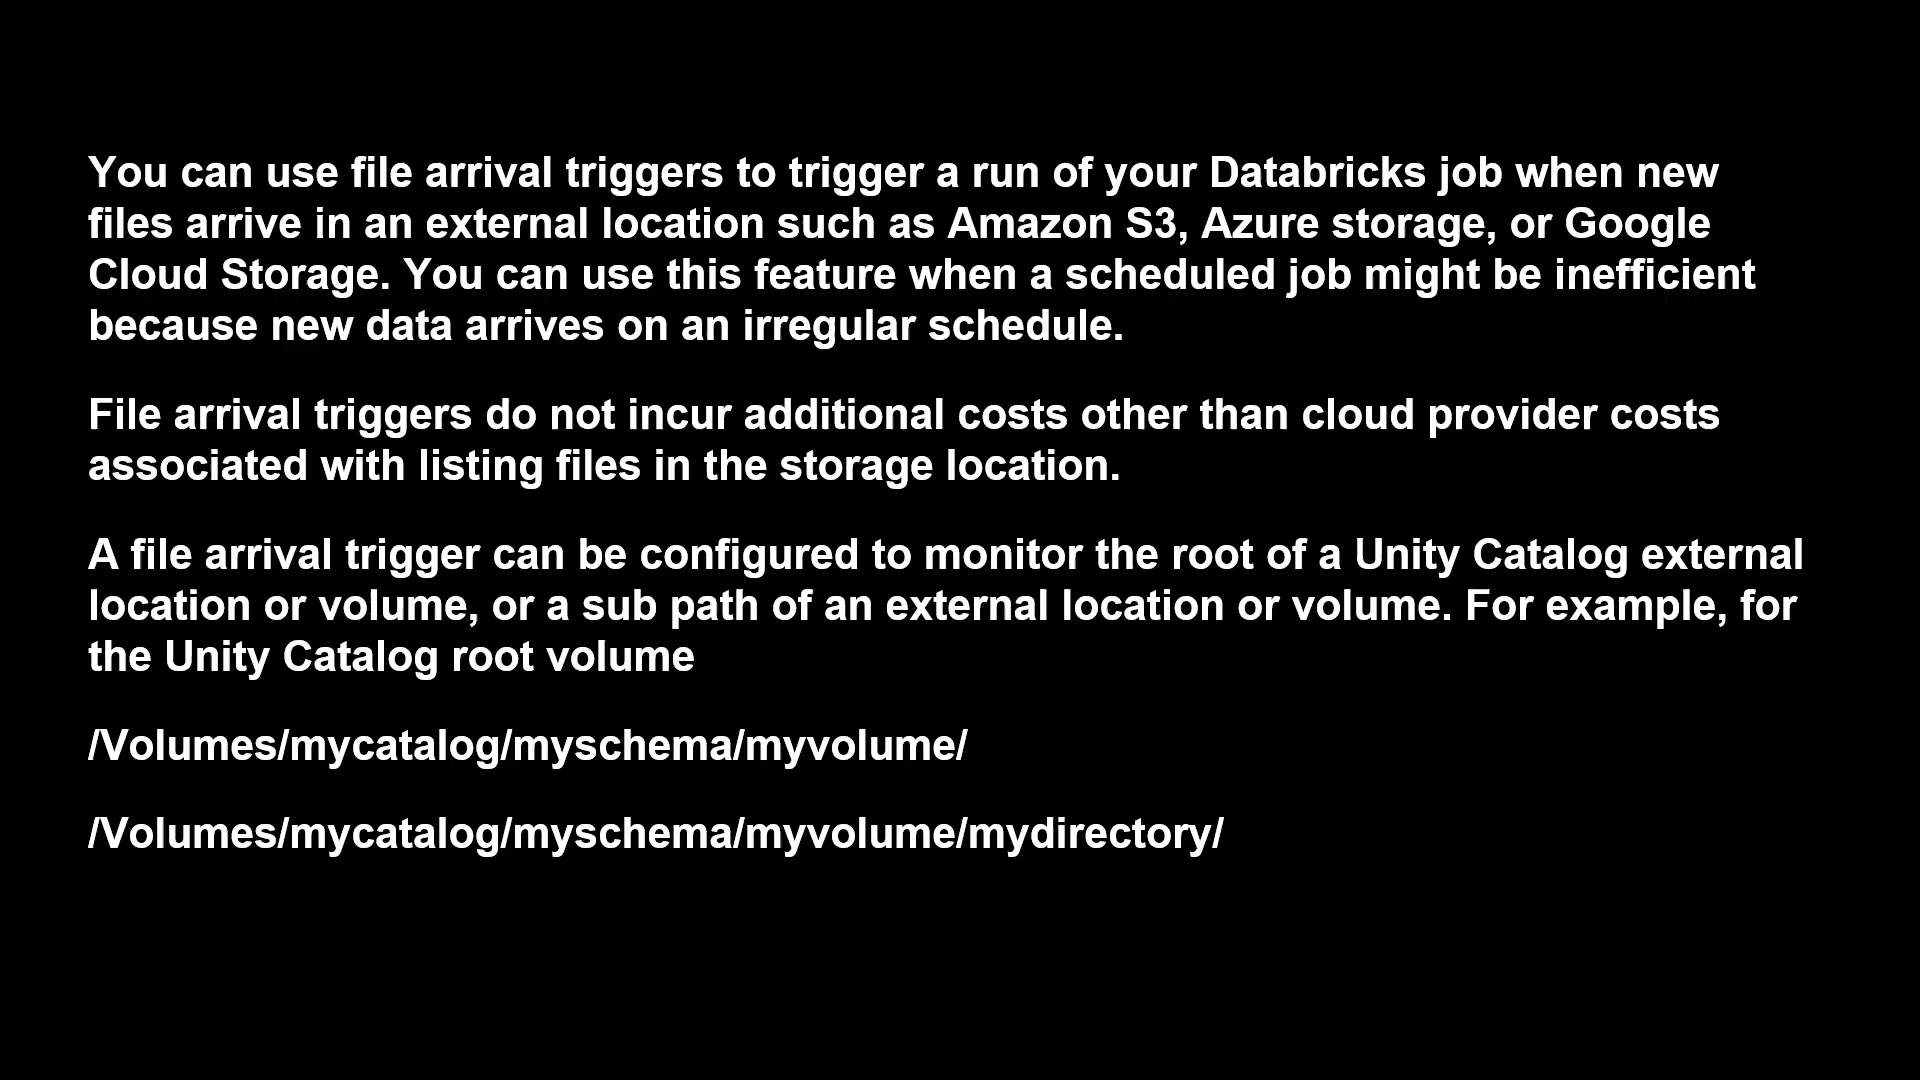 You can use file arrival triggers to trigger a run of your Databricks job when new
files arrive in an external location such as Amazon S3, Azure storage, or Google
Cloud Storage. You can use this feature when a scheduled job might be inefficient
because new data arrives on an irregular schedule.
File arrival triggers do not incur additional costs other than cloud provider costs
associated with listing files in the storage location.
A file arrival trigger can be configured to monitor the root of a Unity Catalog external
location or volume, or a sub path of an external location or volume. For example, for
the Unity Catalog root volume
/Volumes/mycatalog/myschema/myvolume/
/Volumes/mycatalog/myschema/myvolume/mydirectory/